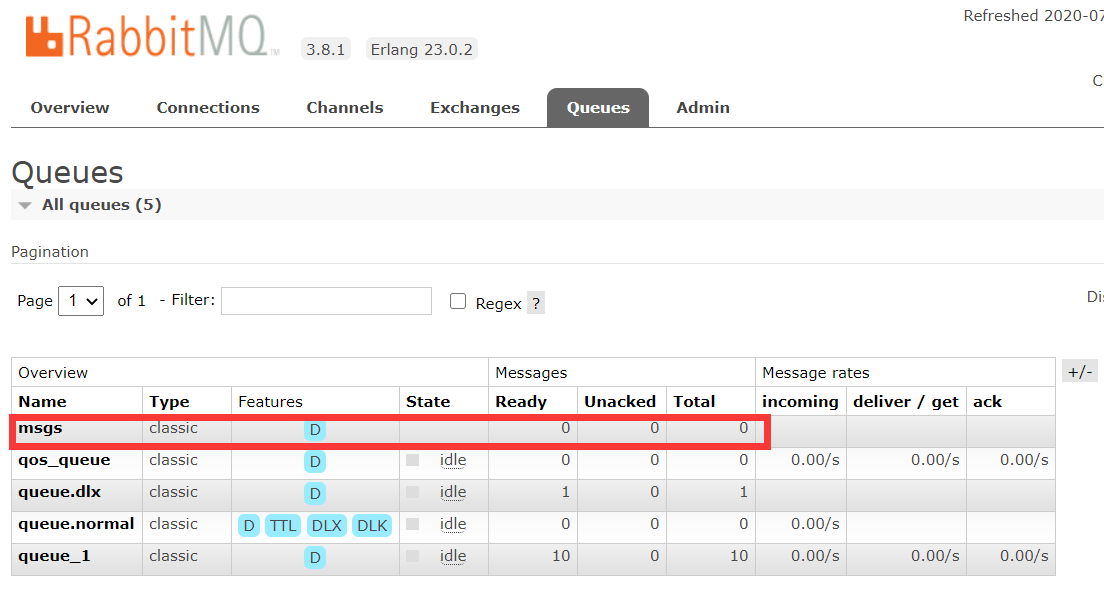 Refreshed 2020-07
RabbitMQ™ 3.8.1 Erlang 23.0.2
C
Overview Connections Channels Exchanges Queues Admin
Queues
All queues (5)
Pagination
Page 1 of 1 - Filter: Regex ?
Dis
Overview Messages Message rates +/-
Name Type Features State Ready Unacked Total incoming deliver / get ack
msgs classic D 0 0 0
qos_queue classic D idle 0 0 0 0.00/s 0.00/s 0.00/s
queue.dlx classic D idle 1 0 1
queue.normal classic D TTL DLX DLK idle 0 0 0 0.00/s
queue_1 classic D idle 10 0 10 0.00/s 0.00/s 0.00/s